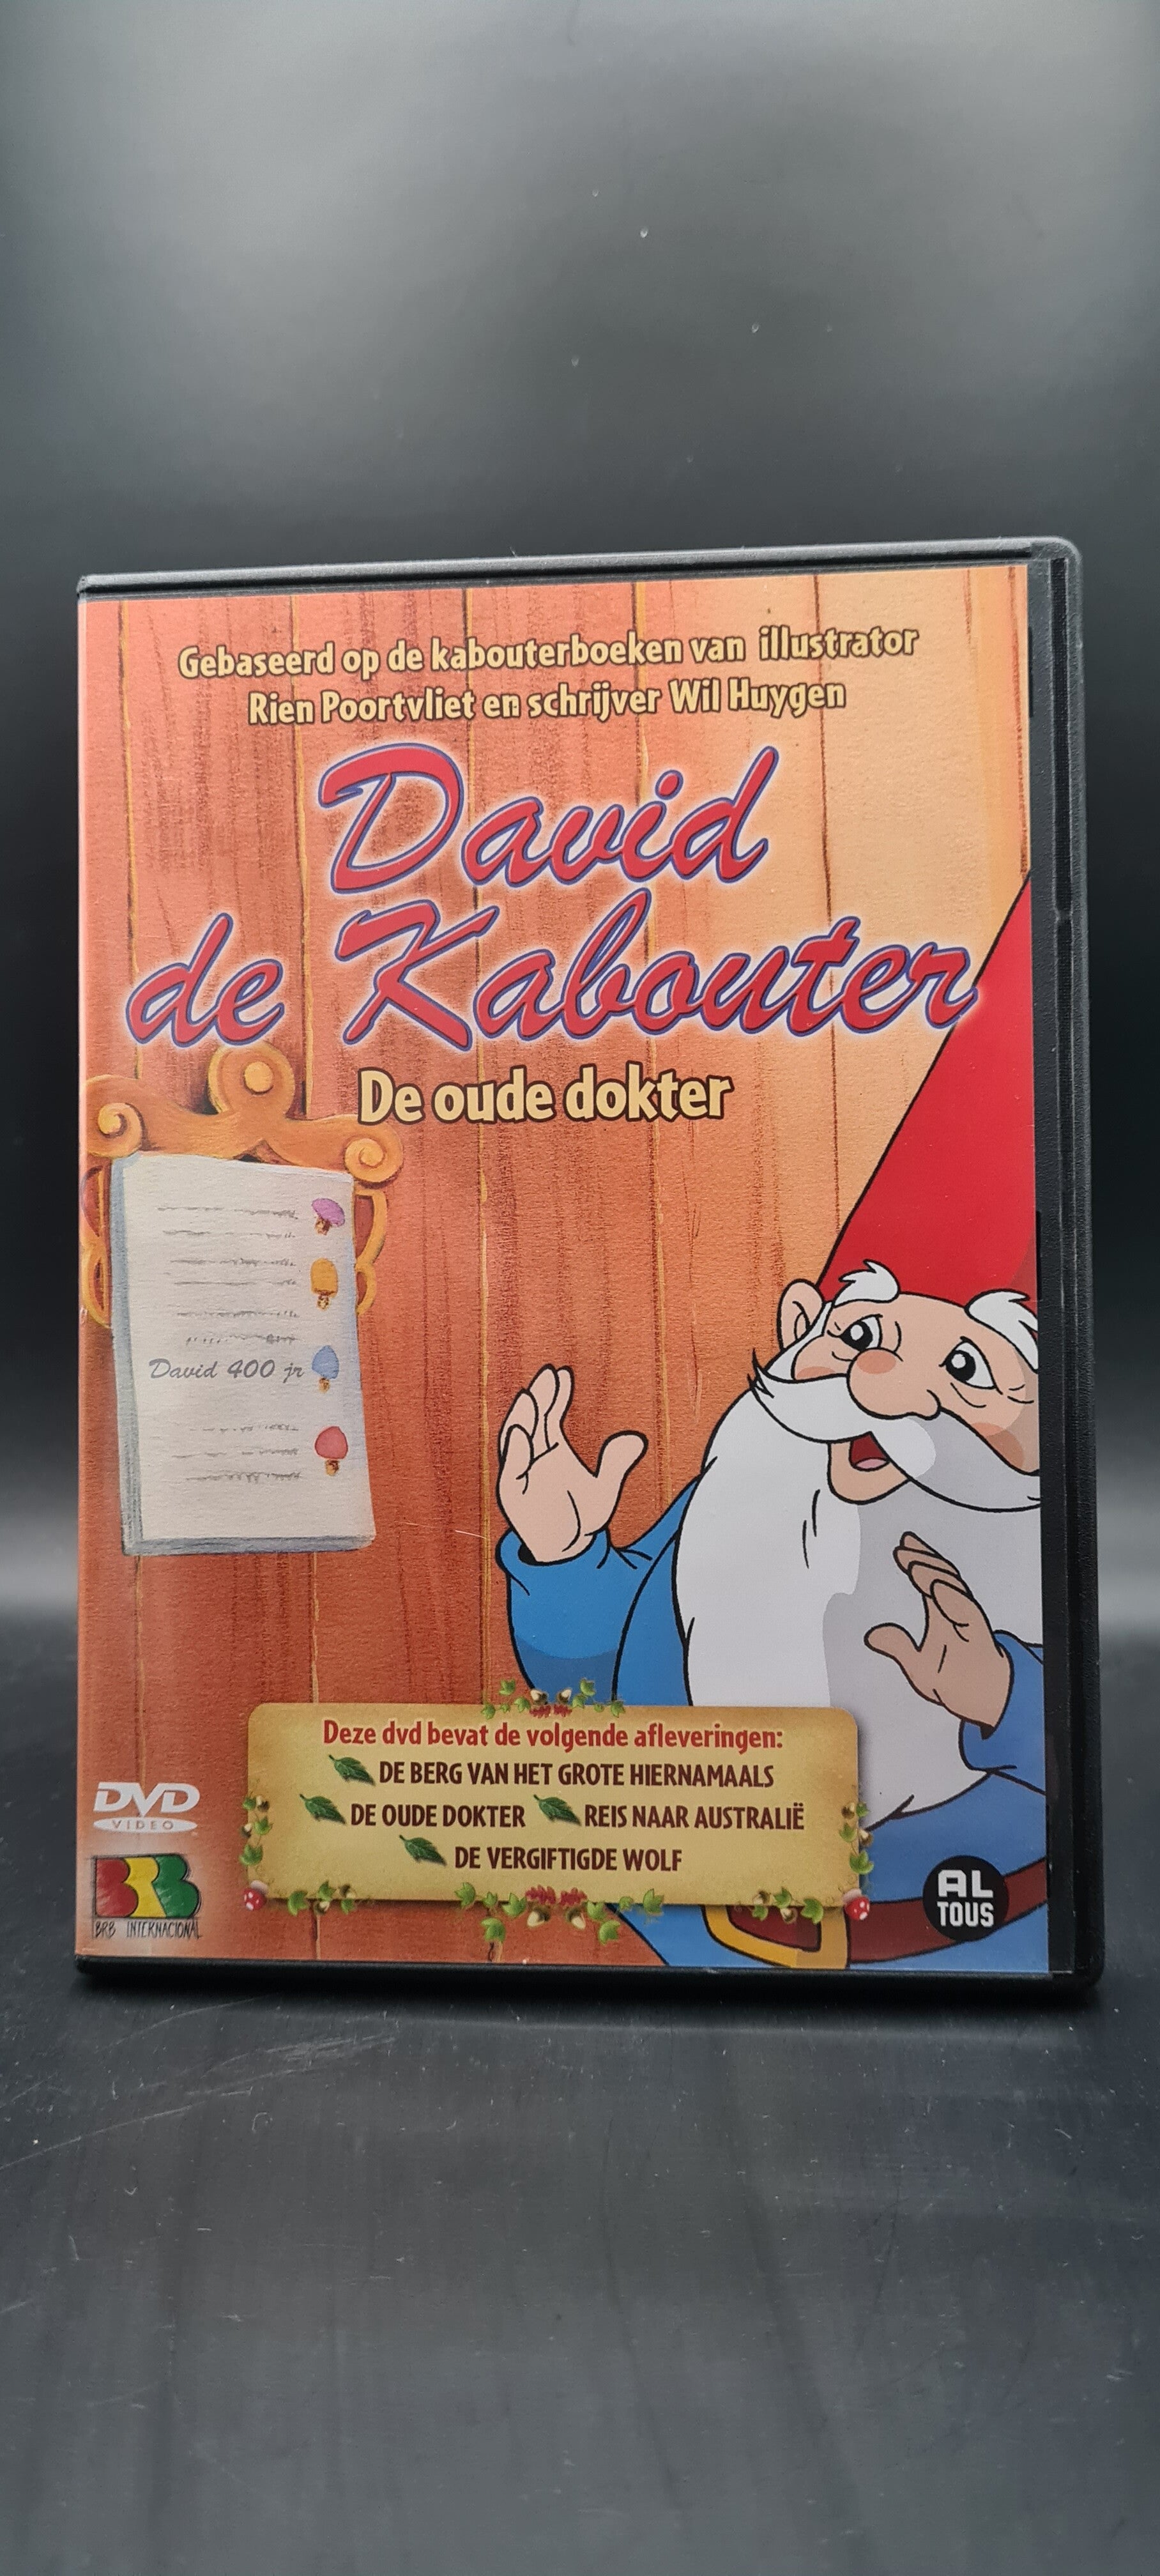 Gebaseerd op de kabouterboeken van illustrator
Rien Poortvliet en schrijver Wil Huygen
David
de Kabouter
De oude dokter
David 400 jr
Deze dvd bevat de volgende afleveringen:
DE BERG VAN HET GROTE HIERNAMAALS
DE OUDE DOKTER REIS NAAR AUSTRALIË
DE VERGIFTIGDE WOLF
DVD
VIDEO
BRB
BRB INTERNACIONAL
AL
TOUS